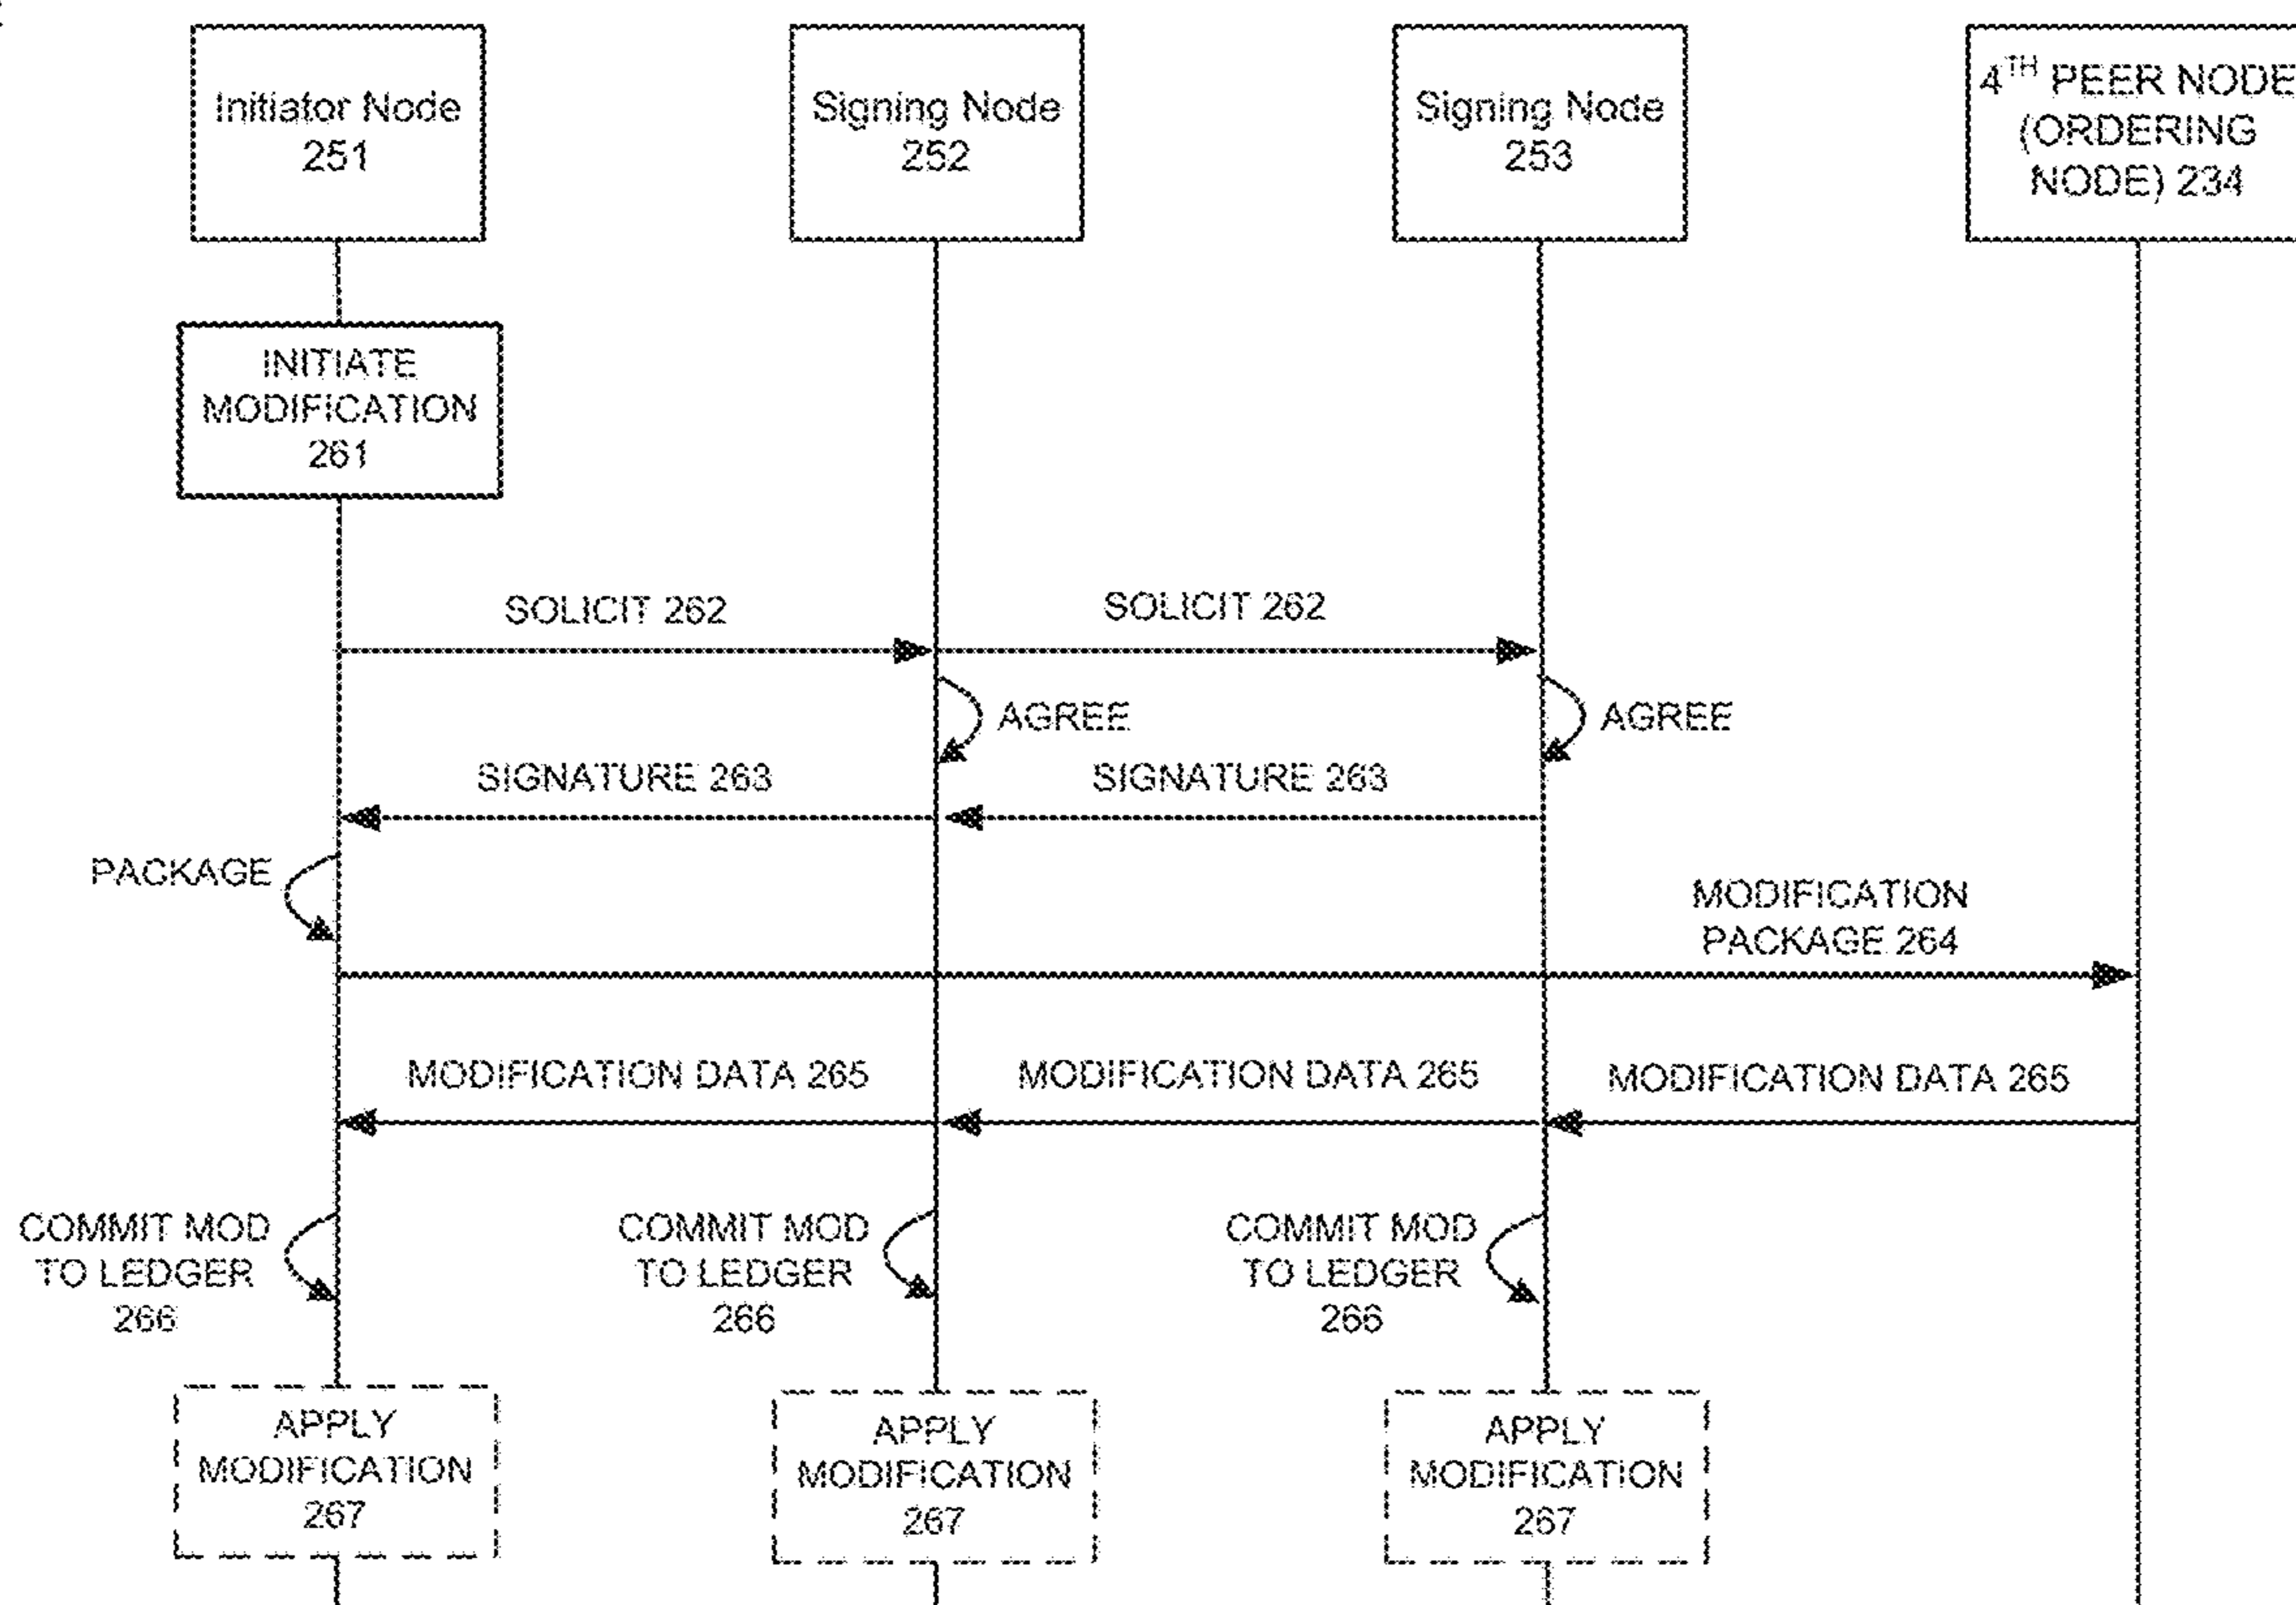 Initiator Node
251
Signing Node
252
Signing Node
253
4TH PEER NODE
(ORDERING
NODE) 234
INITIATE
MODIFICATION
261
SOLICIT 262
SOLICIT 262
AGREE
AGREE
SIGNATURE 263
SIGNATURE 263
PACKAGE
MODIFICATION
PACKAGE 264
MODIFICATION DATA 265
MODIFICATION DATA 265
MODIFICATION DATA 265
COMMIT MOD
TO LEDGER
266
COMMIT MOD
TO LEDGER
266
COMMIT MOD
TO LEDGER
266
APPLY
MODIFICATION
267
APPLY
MODIFICATION
267
APPLY
MODIFICATION
267